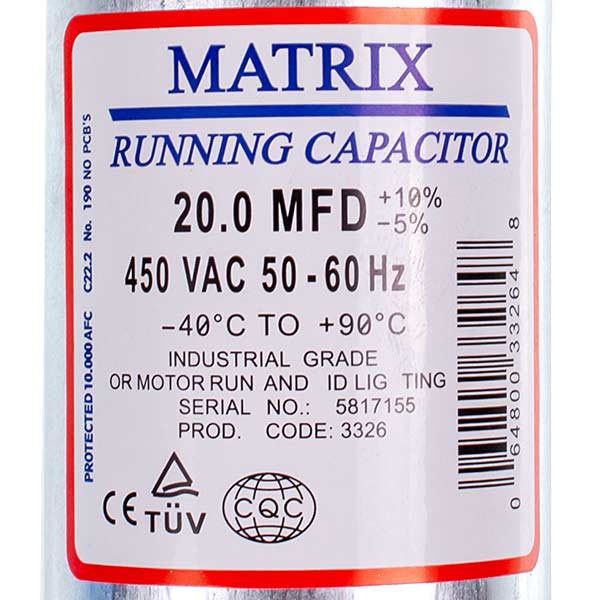 MATRIX
RUNNING CAPACITOR
20.0 MFD +10% -5%
450 VAC 50-60Hz
-40°C TO +90°C
INDUSTRIAL GRADE
OR MOTOR RUN AND ID LIG TING
SERIAL NO.: 5817155
PROD. CODE: 3326
CE TÜV CQC
PROTECTED 10.000 AFC C22.2 No. 190 NO PCB'S
0 64800 33264 8